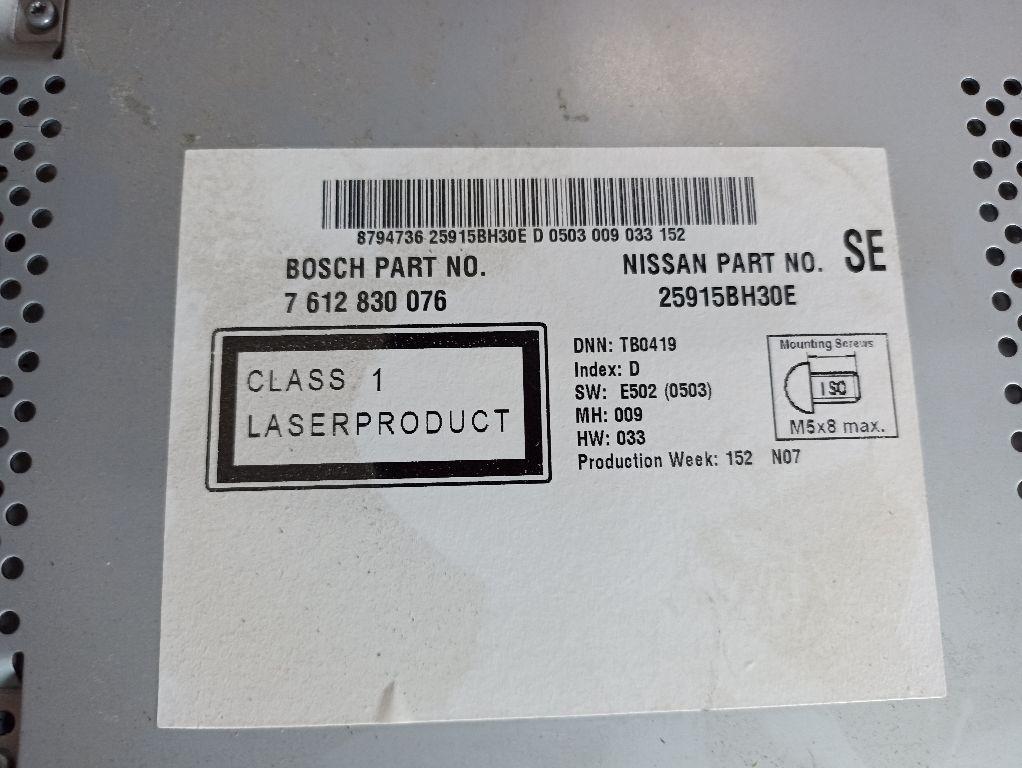 8794736 25915BH30E D 0503 009 033 152
BOSCH PART NO.
7 612 830 076
NISSAN PART NO. SE
25915BH30E
CLASS 1
LASERPRODUCT
DNN: TB0419
Index: D
SW: E502 (0503)
MH: 009
HW: 033
Production Week: 152 N07
Mounting Screws
ISO
M5x8 max.